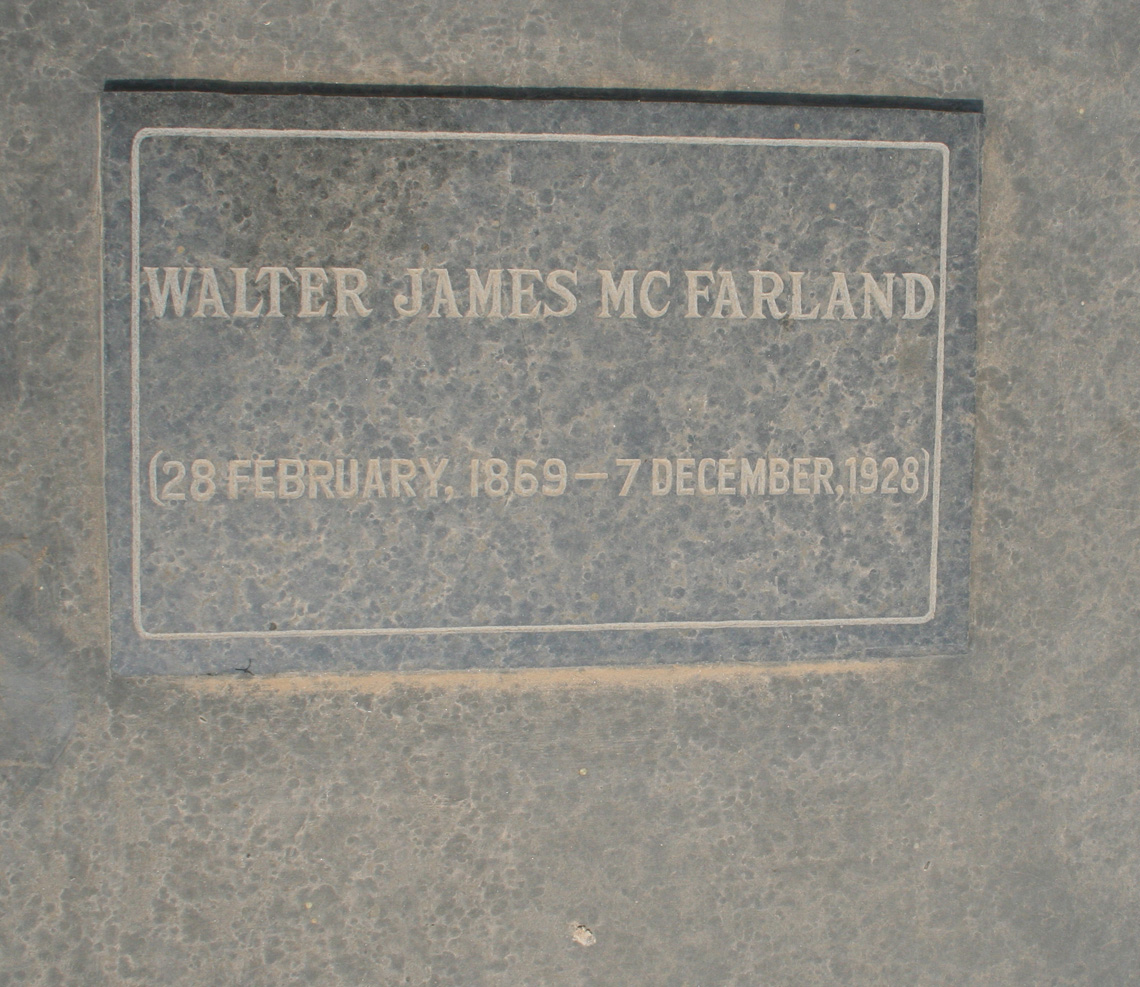 WALTER JAMES MC FARLAND
(28 FEBRUARY, 1869 – 7 DECEMBER, 1928)